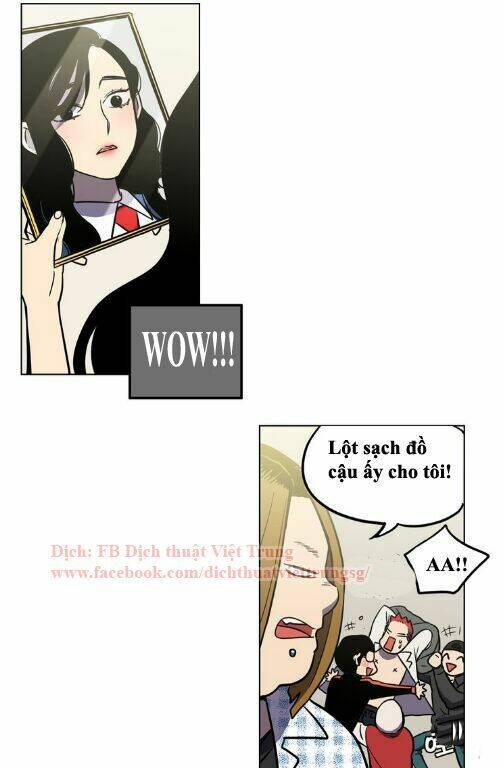 WOW!!!
Lột sạch đồ
cậu ấy cho tôi!
Dịch: FB Dịch thuật Việt Trung
www.facebook.com/dichthuatviettrungsg/
AA!!